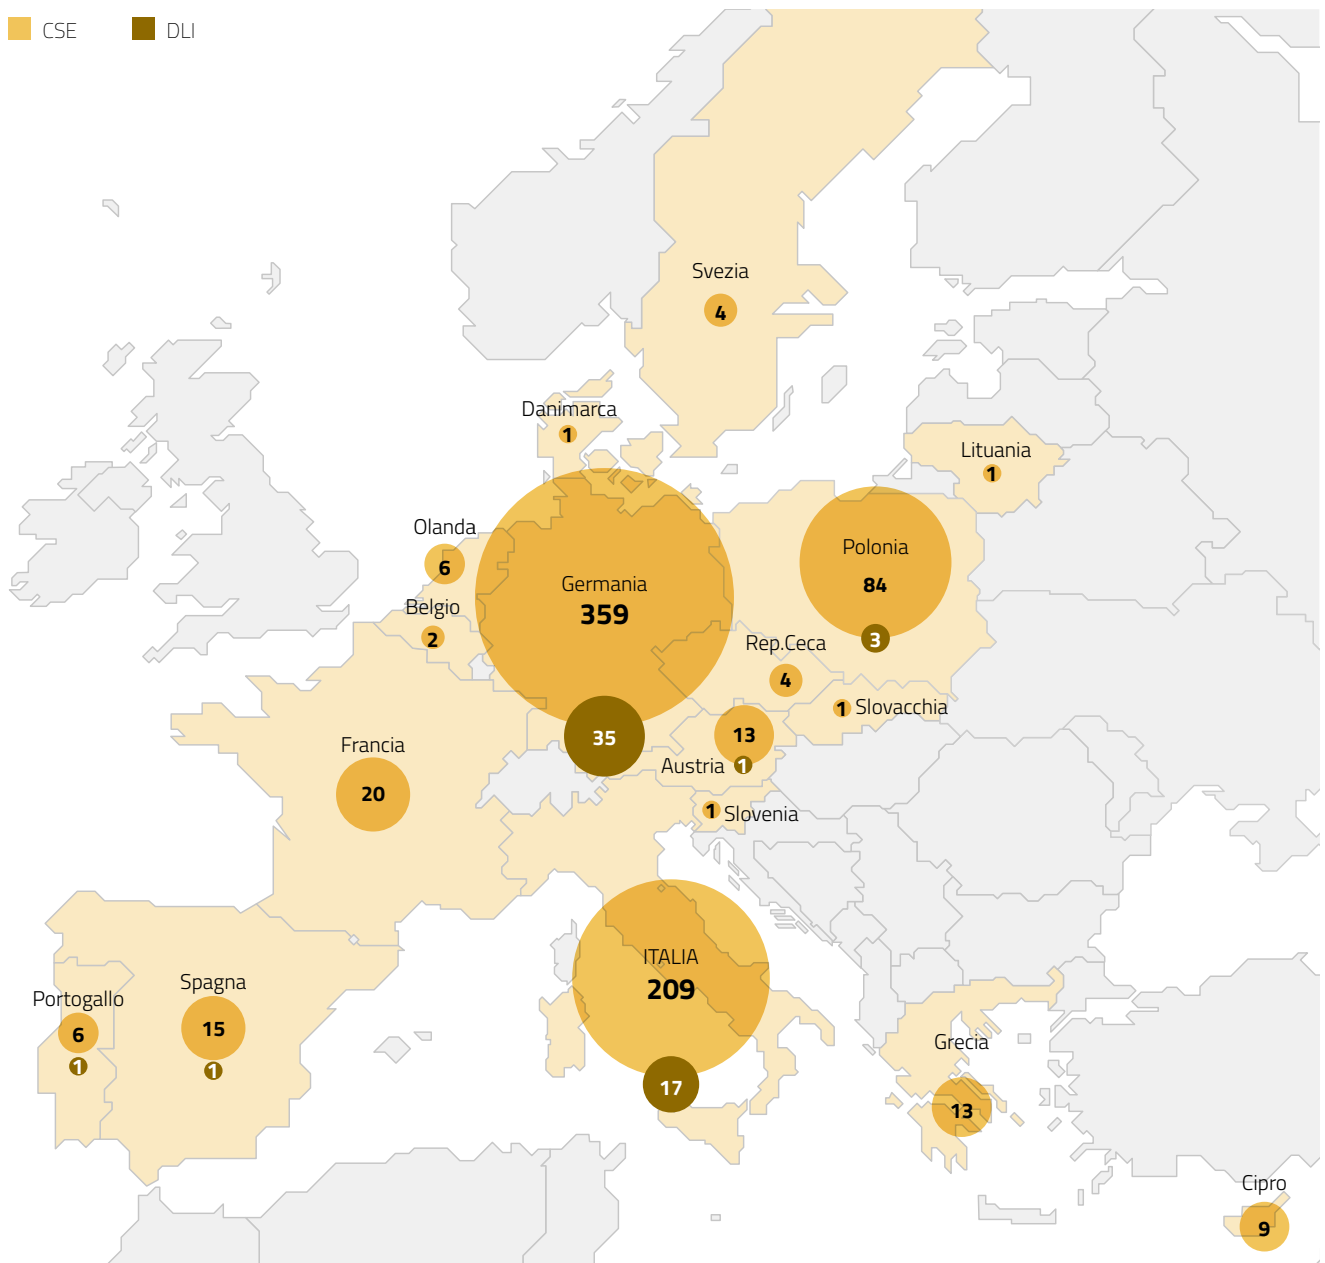 CSE
DLI
Svezia
4
Danimarca
1
Lituania
1
Olanda
6
Polonia
84
3
Germania
359
35
Belgio
2
Rep.Ceca
4
1 Slovacchia
13
Austria
1
Francia
20
1 Slovenia
ITALIA
209
17
Spagna
15
1
Portogallo
6
1
Grecia
13
Cipro
9